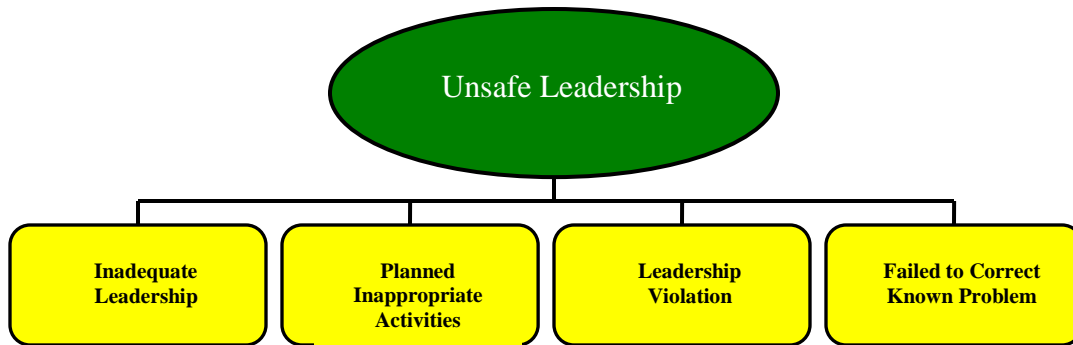 Unsafe Leadership
Inadequate
Leadership
Planned
Inappropriate
Activities
Leadership
Violation
Failed to Correct
Known Problem